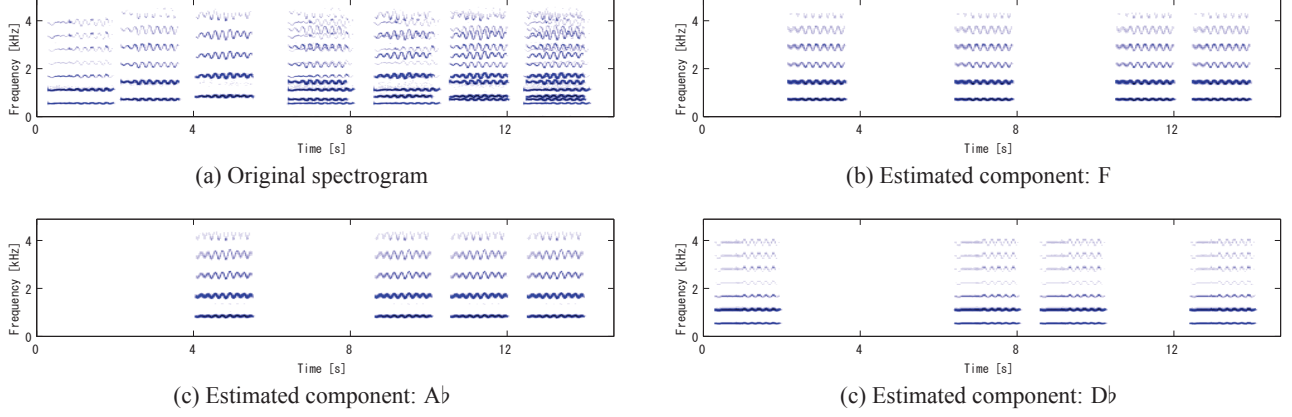 Frequency [kHz]
4
2
0
0
4
8
12
Time [s]
(a) Original spectrogram
Frequency [kHz]
4
2
0
0
4
8
12
Time [s]
(b) Estimated component: F
Frequency [kHz]
4
2
0
0
4
8
12
Time [s]
(c) Estimated component: A♭
Frequency [kHz]
4
2
0
0
4
8
12
Time [s]
(c) Estimated component: D♭